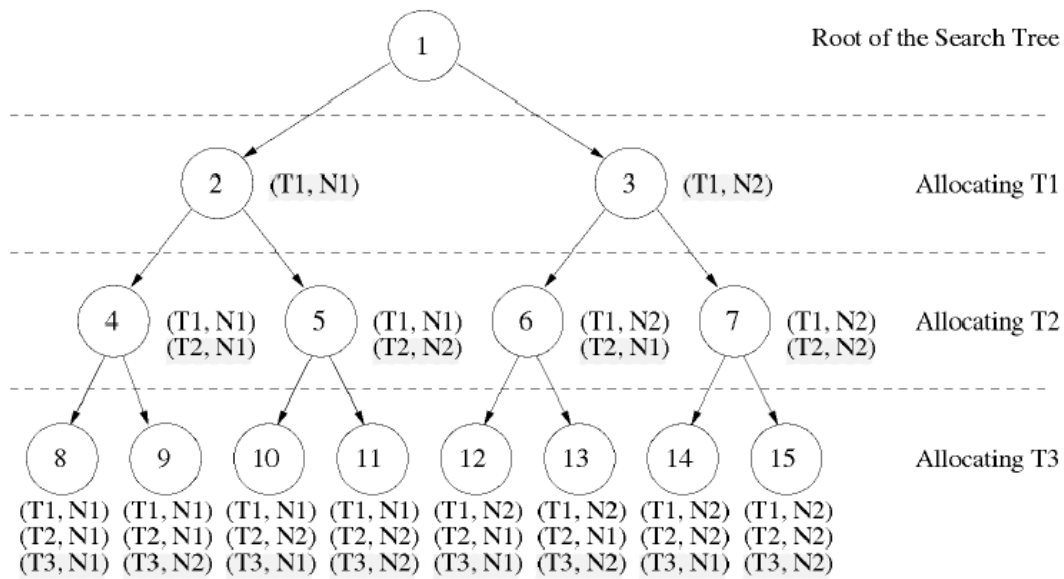 1
Root of the Search Tree
2
(T1, N1)
3
(T1, N2)
Allocating T1
4
(T1, N1)
(T2, N1)
5
(T1, N1)
(T2, N2)
6
(T1, N2)
(T2, N1)
7
(T1, N2)
(T2, N2)
Allocating T2
8 9 10 11 12 13 14 15
Allocating T3
(T1, N1) (T1, N1) (T1, N1) (T1, N1) (T1, N2) (T1, N2) (T1, N2) (T1, N2)
(T2, N1) (T2, N1) (T2, N2) (T2, N2) (T2, N1) (T2, N1) (T2, N2) (T2, N2)
(T3, N1) (T3, N2) (T3, N1) (T3, N2) (T3, N1) (T3, N2) (T3, N1) (T3, N2)